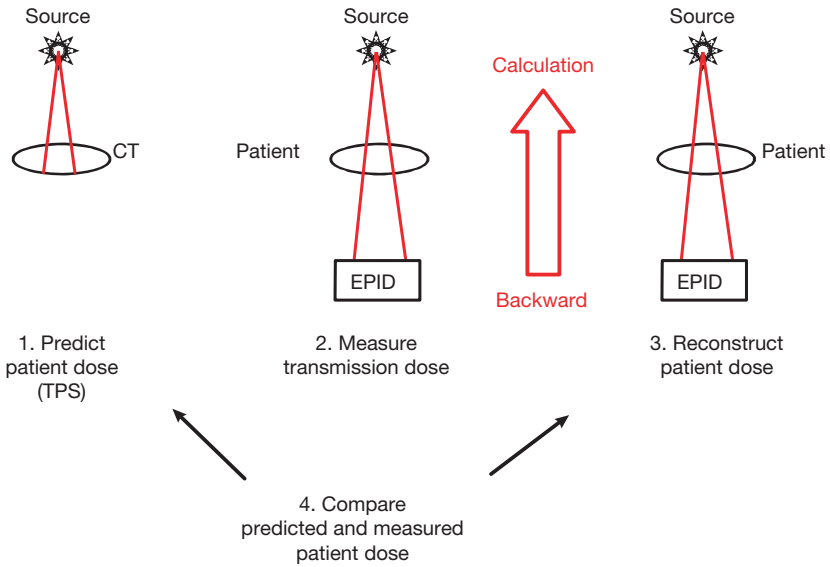 Source
Source
Source
CT
Patient
Calculation
Patient
EPID
Backward
EPID
1. Predict
patient dose
(TPS)
2. Measure
transmission dose
3. Reconstruct
patient dose
4. Compare
predicted and measured
patient dose